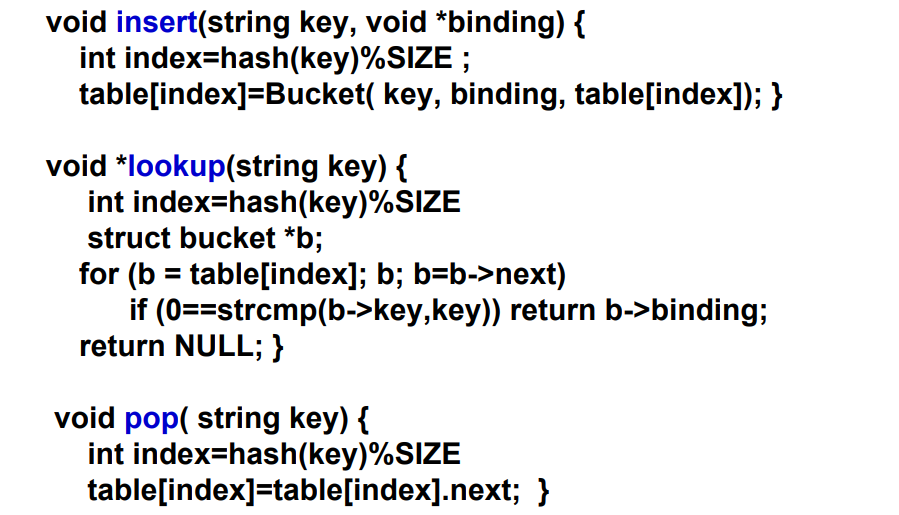 void insert(string key, void *binding) {
int index=hash(key)%SIZE ;
table[index]=Bucket( key, binding, table[index]); }
void *lookup(string key) {
int index=hash(key)%SIZE
struct bucket *b;
for (b = table[index]; b; b=b->next)
if (0==strcmp(b->key,key)) return b->binding;
return NULL; }
void pop( string key) {
int index=hash(key)%SIZE
table[index]=table[index].next;  }